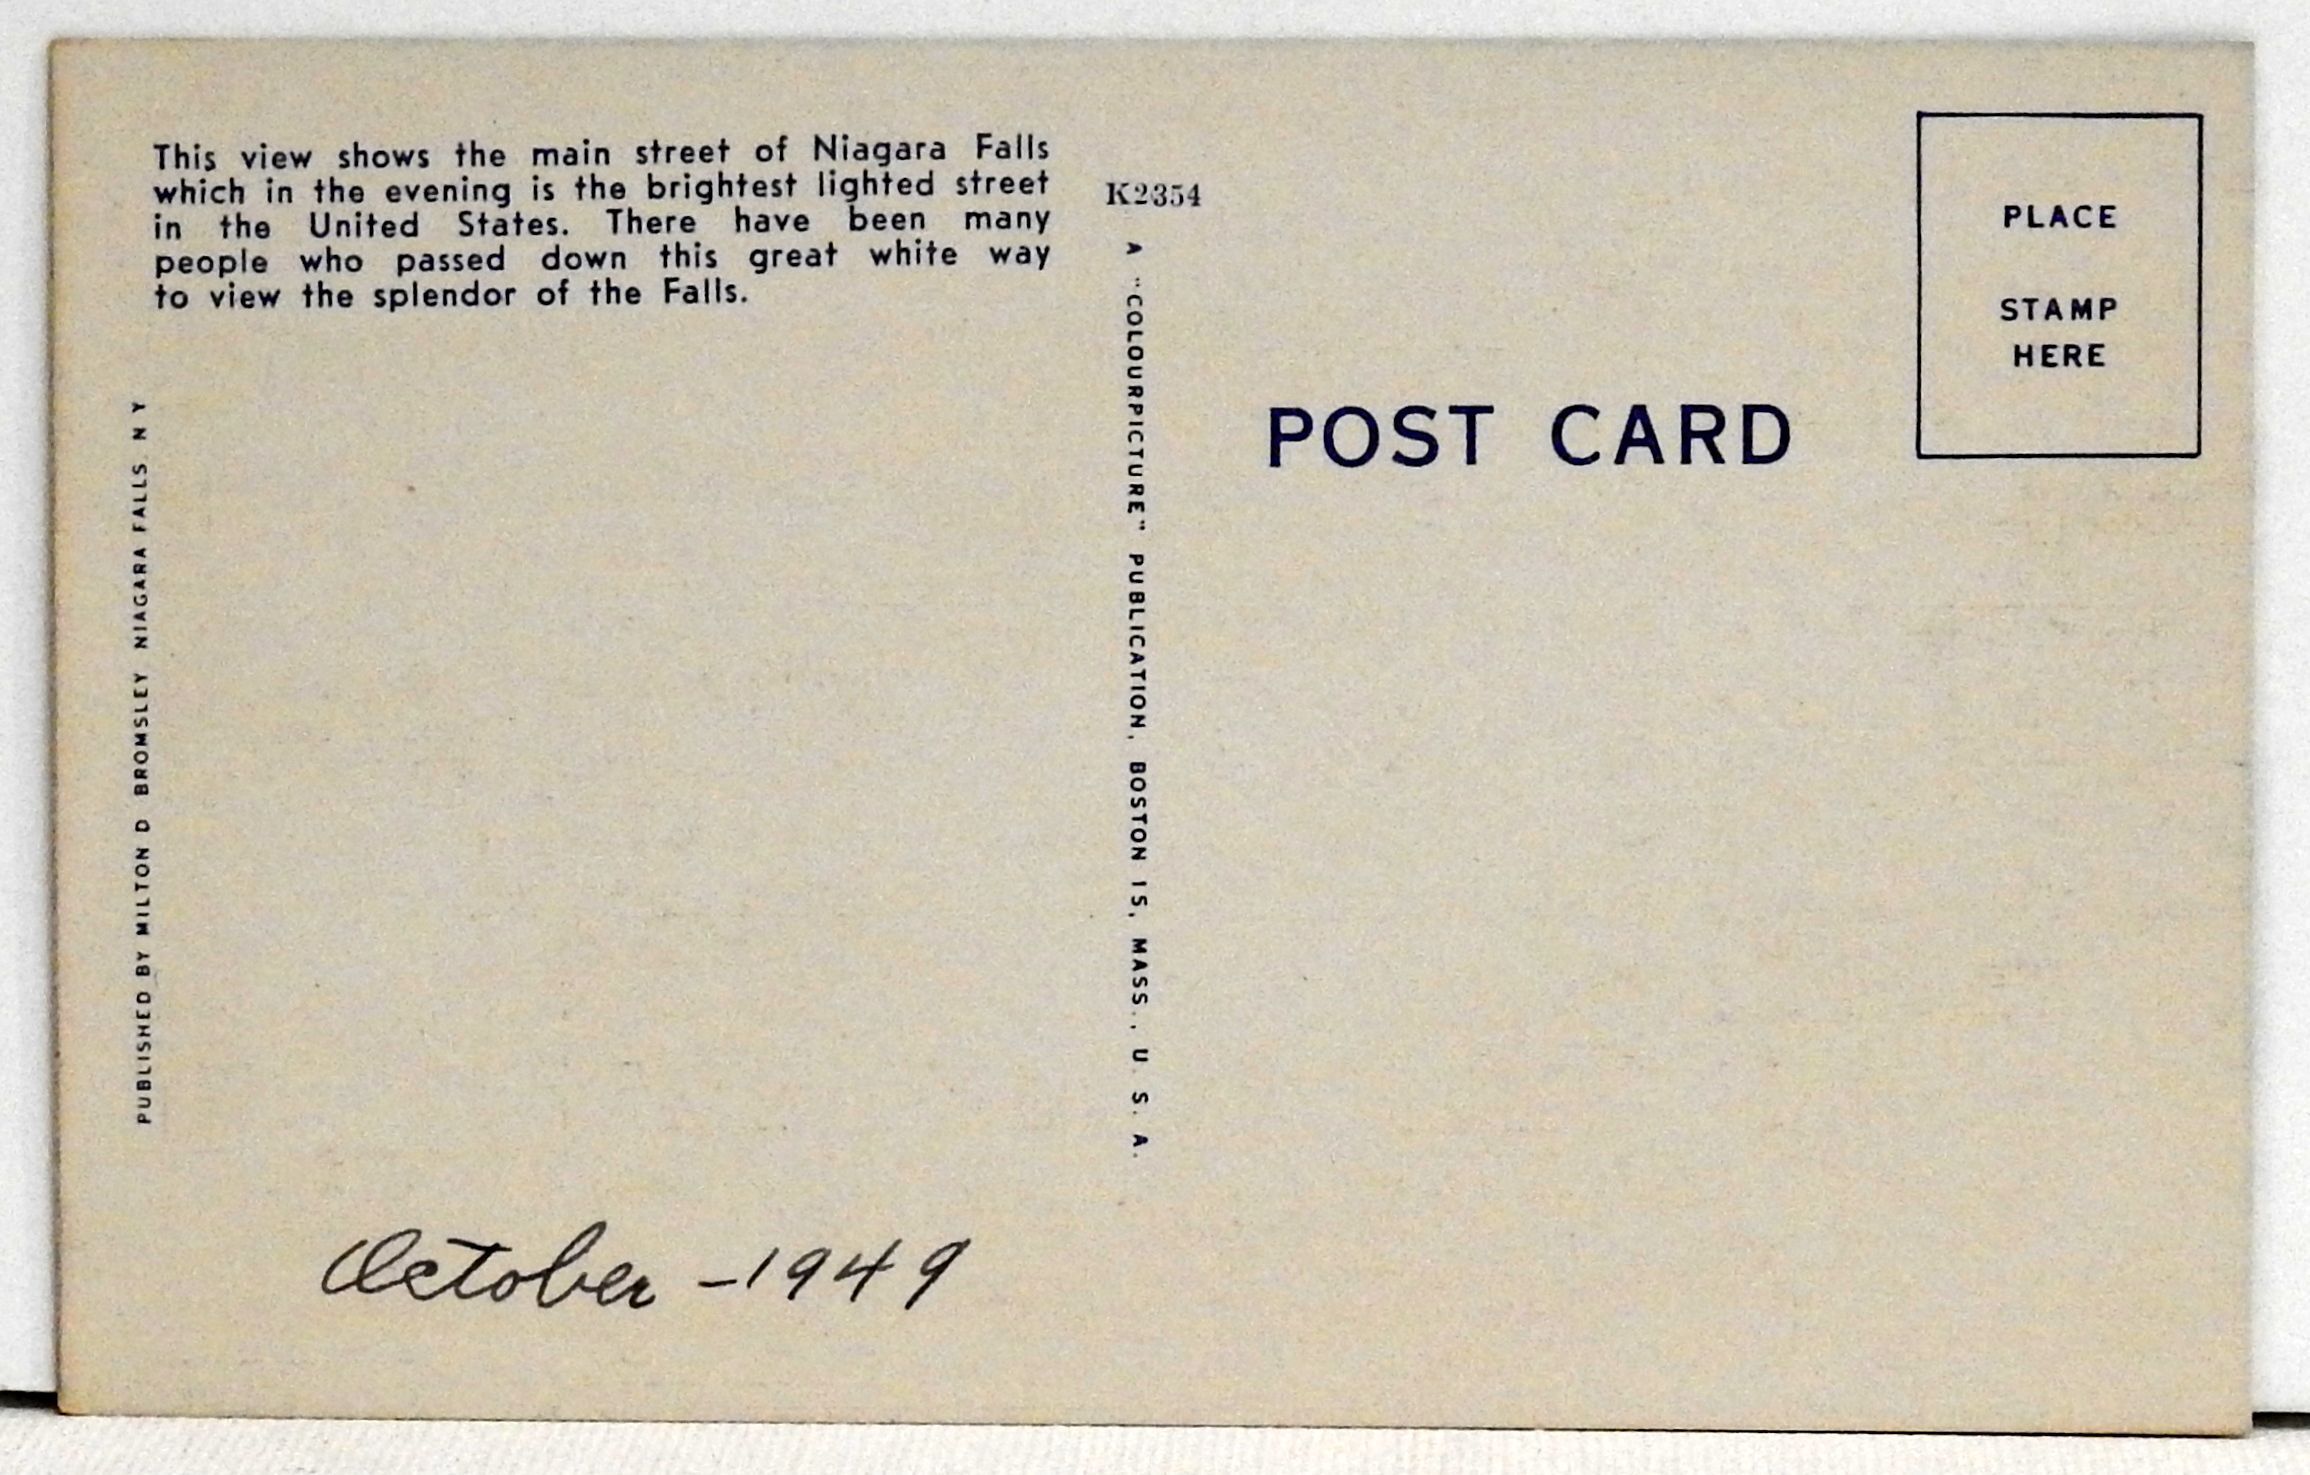 This view shows the main street of Niagara Falls
which in the evening is the brightest lighted street
in the United States. There have been many
people who passed down this great white way
to view the splendor of the Falls.
PUBLISHED BY MILTON D BROMSLEY NIAGARA FALLS. N Y
October -1949
K2354
A "COLOURPICTURE" PUBLICATION, BOSTON 15, MASS., U. S. A.
POST CARD
PLACE
STAMP
HERE